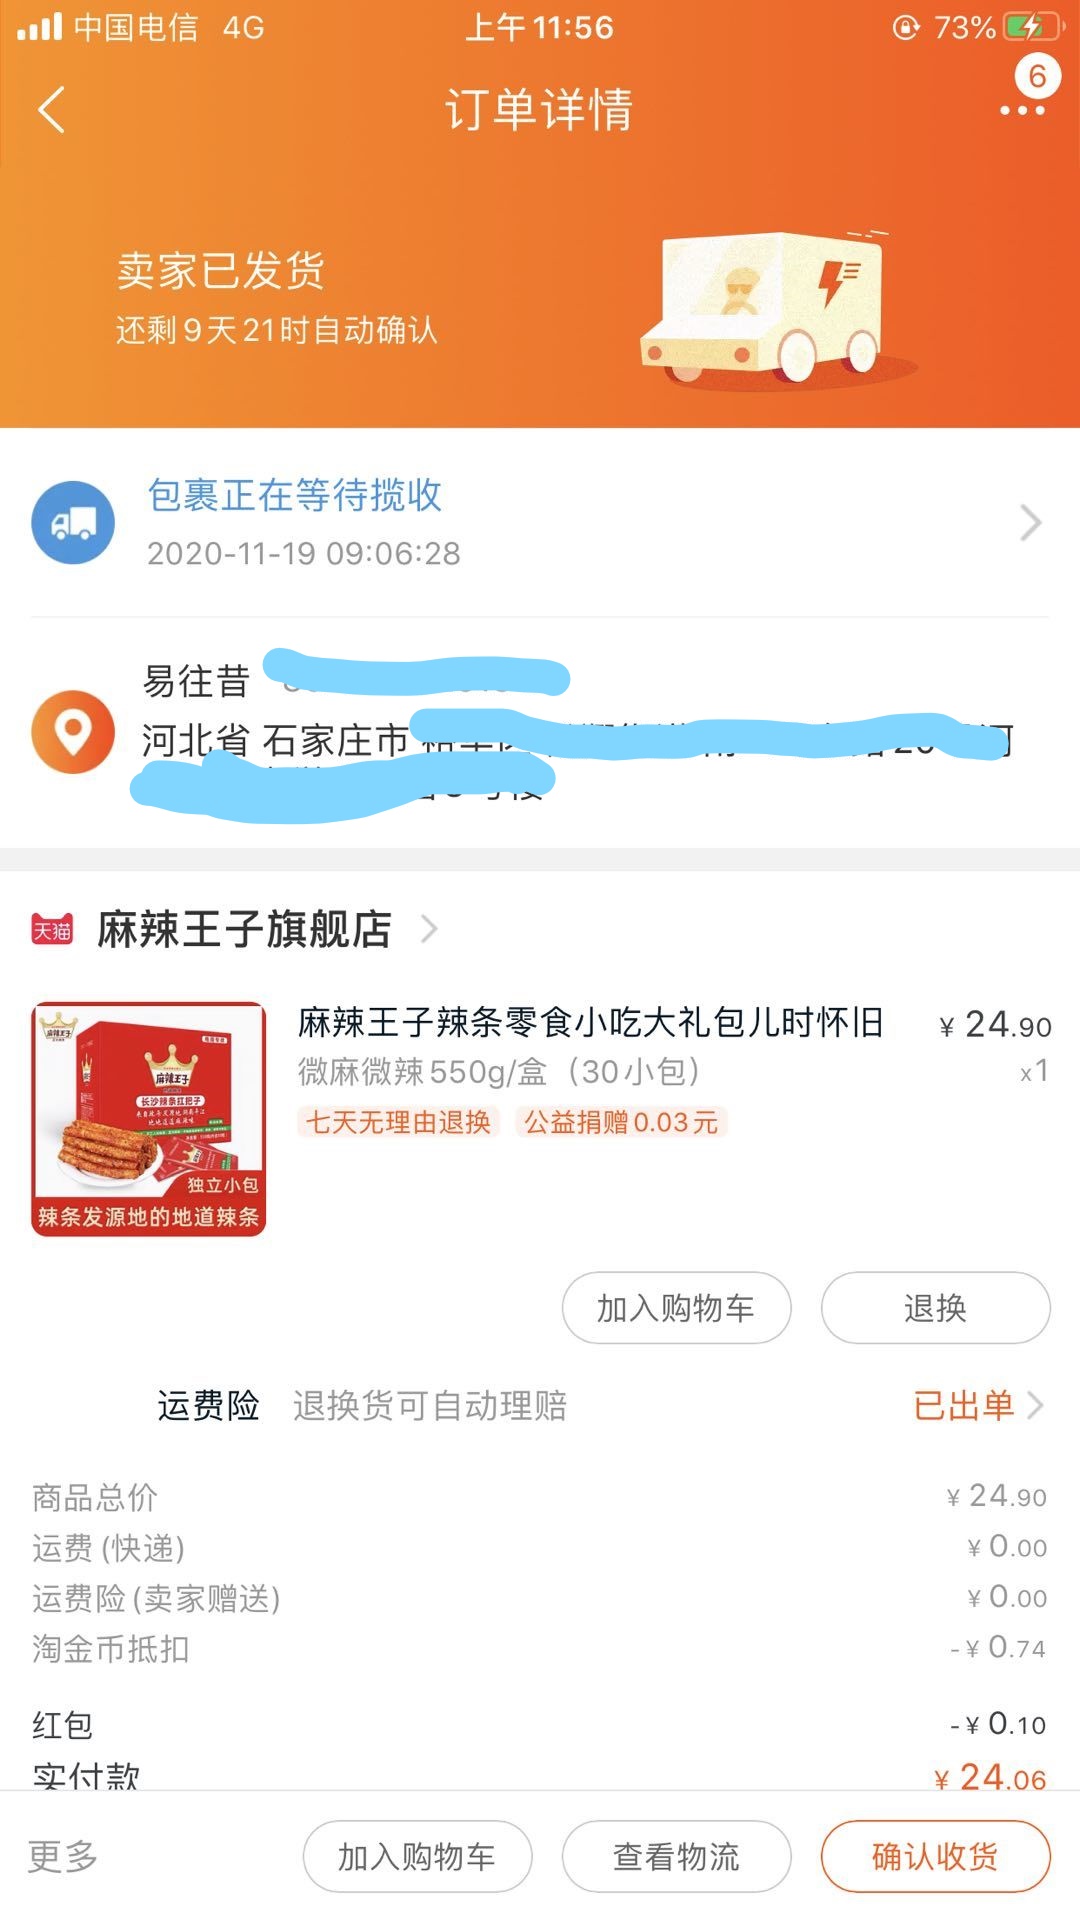 中国电信 4G 上午11:56 73%
6
订单详情
卖家已发货
还剩9天21时自动确认
包裹正在等待揽收
2020-11-19 09:06:28
易往昔
河北省 石家庄市
天猫 麻辣王子旗舰店
麻辣王子辣条零食小吃大礼包儿时怀旧 ¥24.90
微麻微辣550g/盒（30小包） x1
七天无理由退换 公益捐赠0.03元
麻辣王子
麻辣王子
长沙辣条扛把子
独立小包
辣条发源地的地道辣条
加入购物车 退换
运费险 退换货可自动理赔 已出单
商品总价 ¥24.90
运费(快递) ¥0.00
运费险(卖家赠送) ¥0.00
淘金币抵扣 -¥0.74
红包 -¥0.10
实付款 ¥24.06
更多 加入购物车 查看物流 确认收货